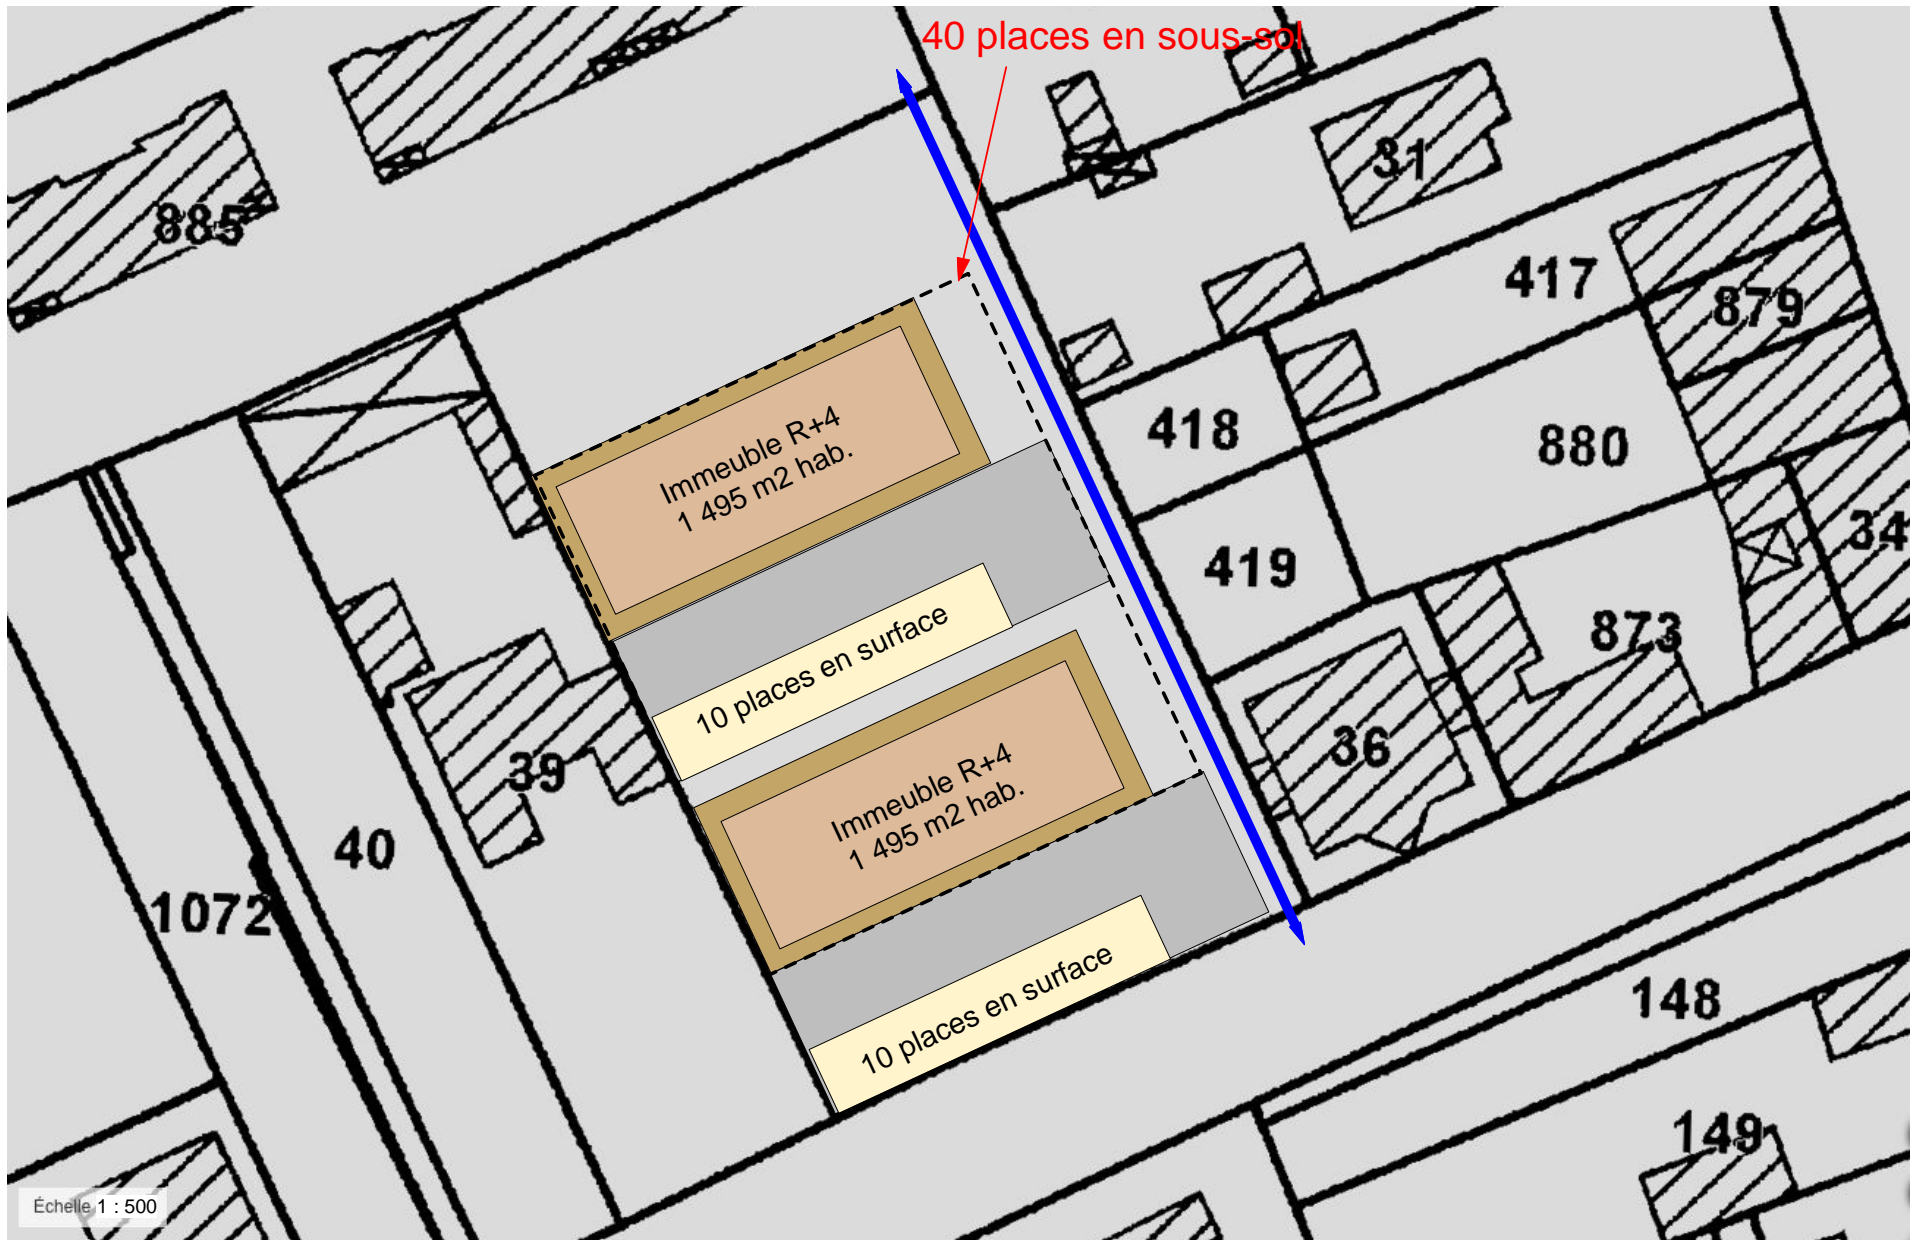 40 places en sous-sol
31
885
417
879
418
880
Immeuble R+4
1 495 m2 hab.
34
419
873
10 places en surface
36
39
Immeuble R+4
1 495 m2 hab.
40
1072
148
10 places en surface
149
Échelle 1 : 500